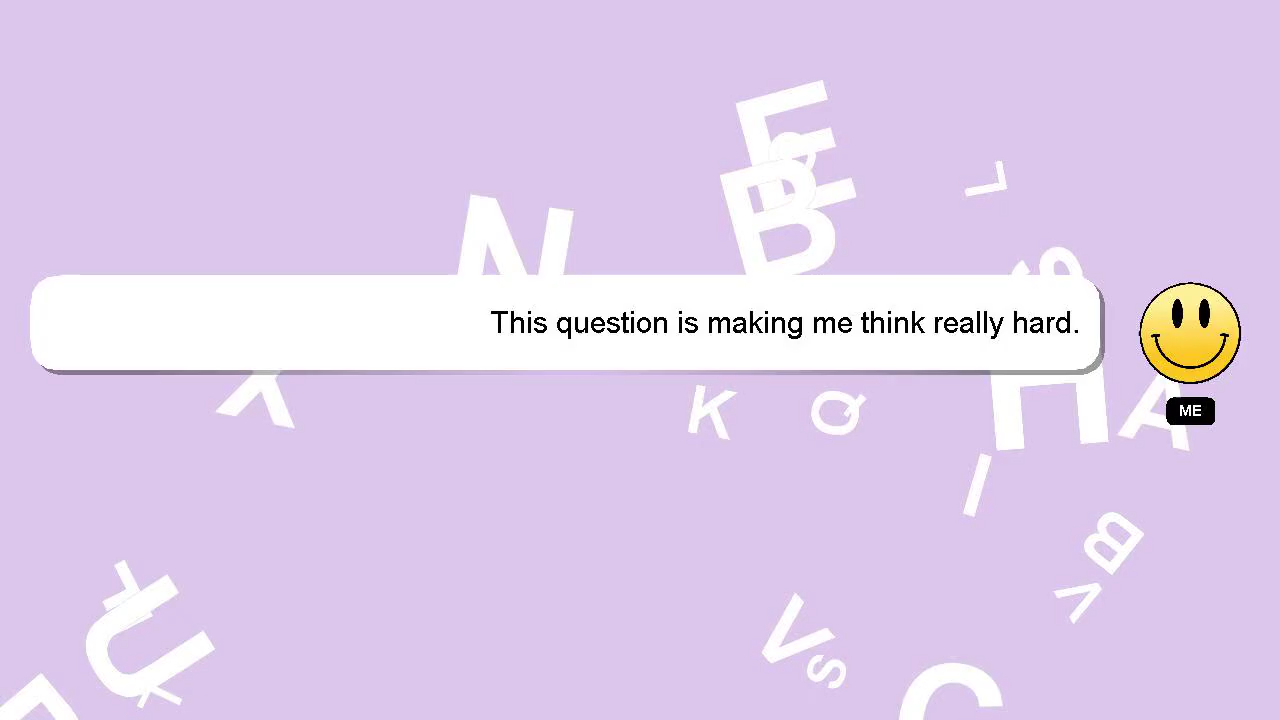 E
B
L
N
S
This question is making me think really hard.
ME
X
K
Q
H
A
I
B
V
U
V
S
C